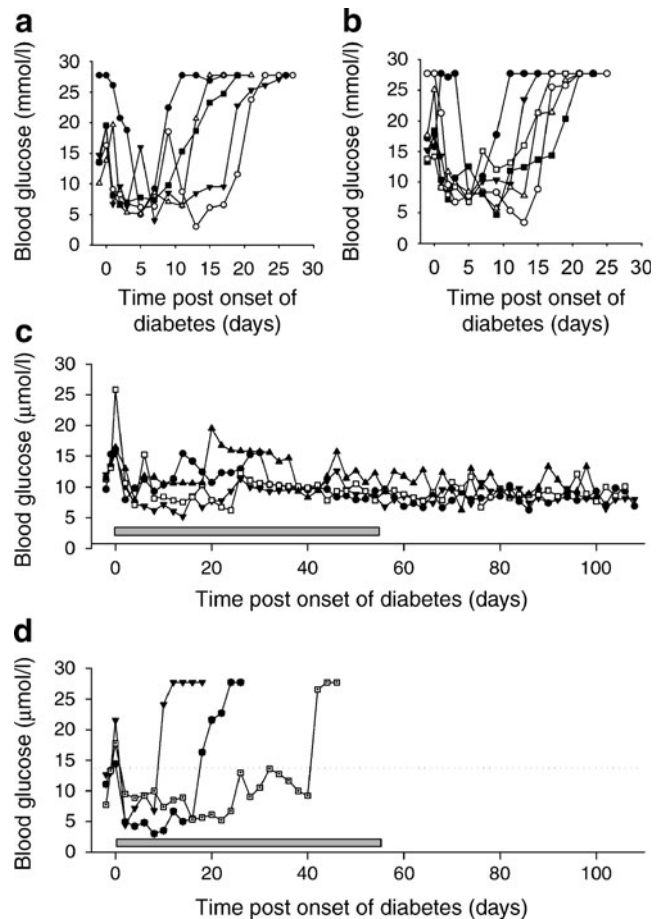 a
b
Blood glucose (mmol/l)
35
30
25
20
15
10
5
0
0 5 10 15 20 25 30
Time post onset of
diabetes (days)
Blood glucose (mmol/l)
35
30
25
20
15
10
5
0
0 5 10 15 20 25 30
Time post onset of
diabetes (days)
c
Blood glucose (µmol/l)
30
25
20
15
10
5
0
0 20 40 60 80 100
Time post onset of diabetes (days)
d
Blood glucose (µmol/l)
30
25
20
15
10
5
0
0 20 40 60 80 100
Time post onset of diabetes (days)